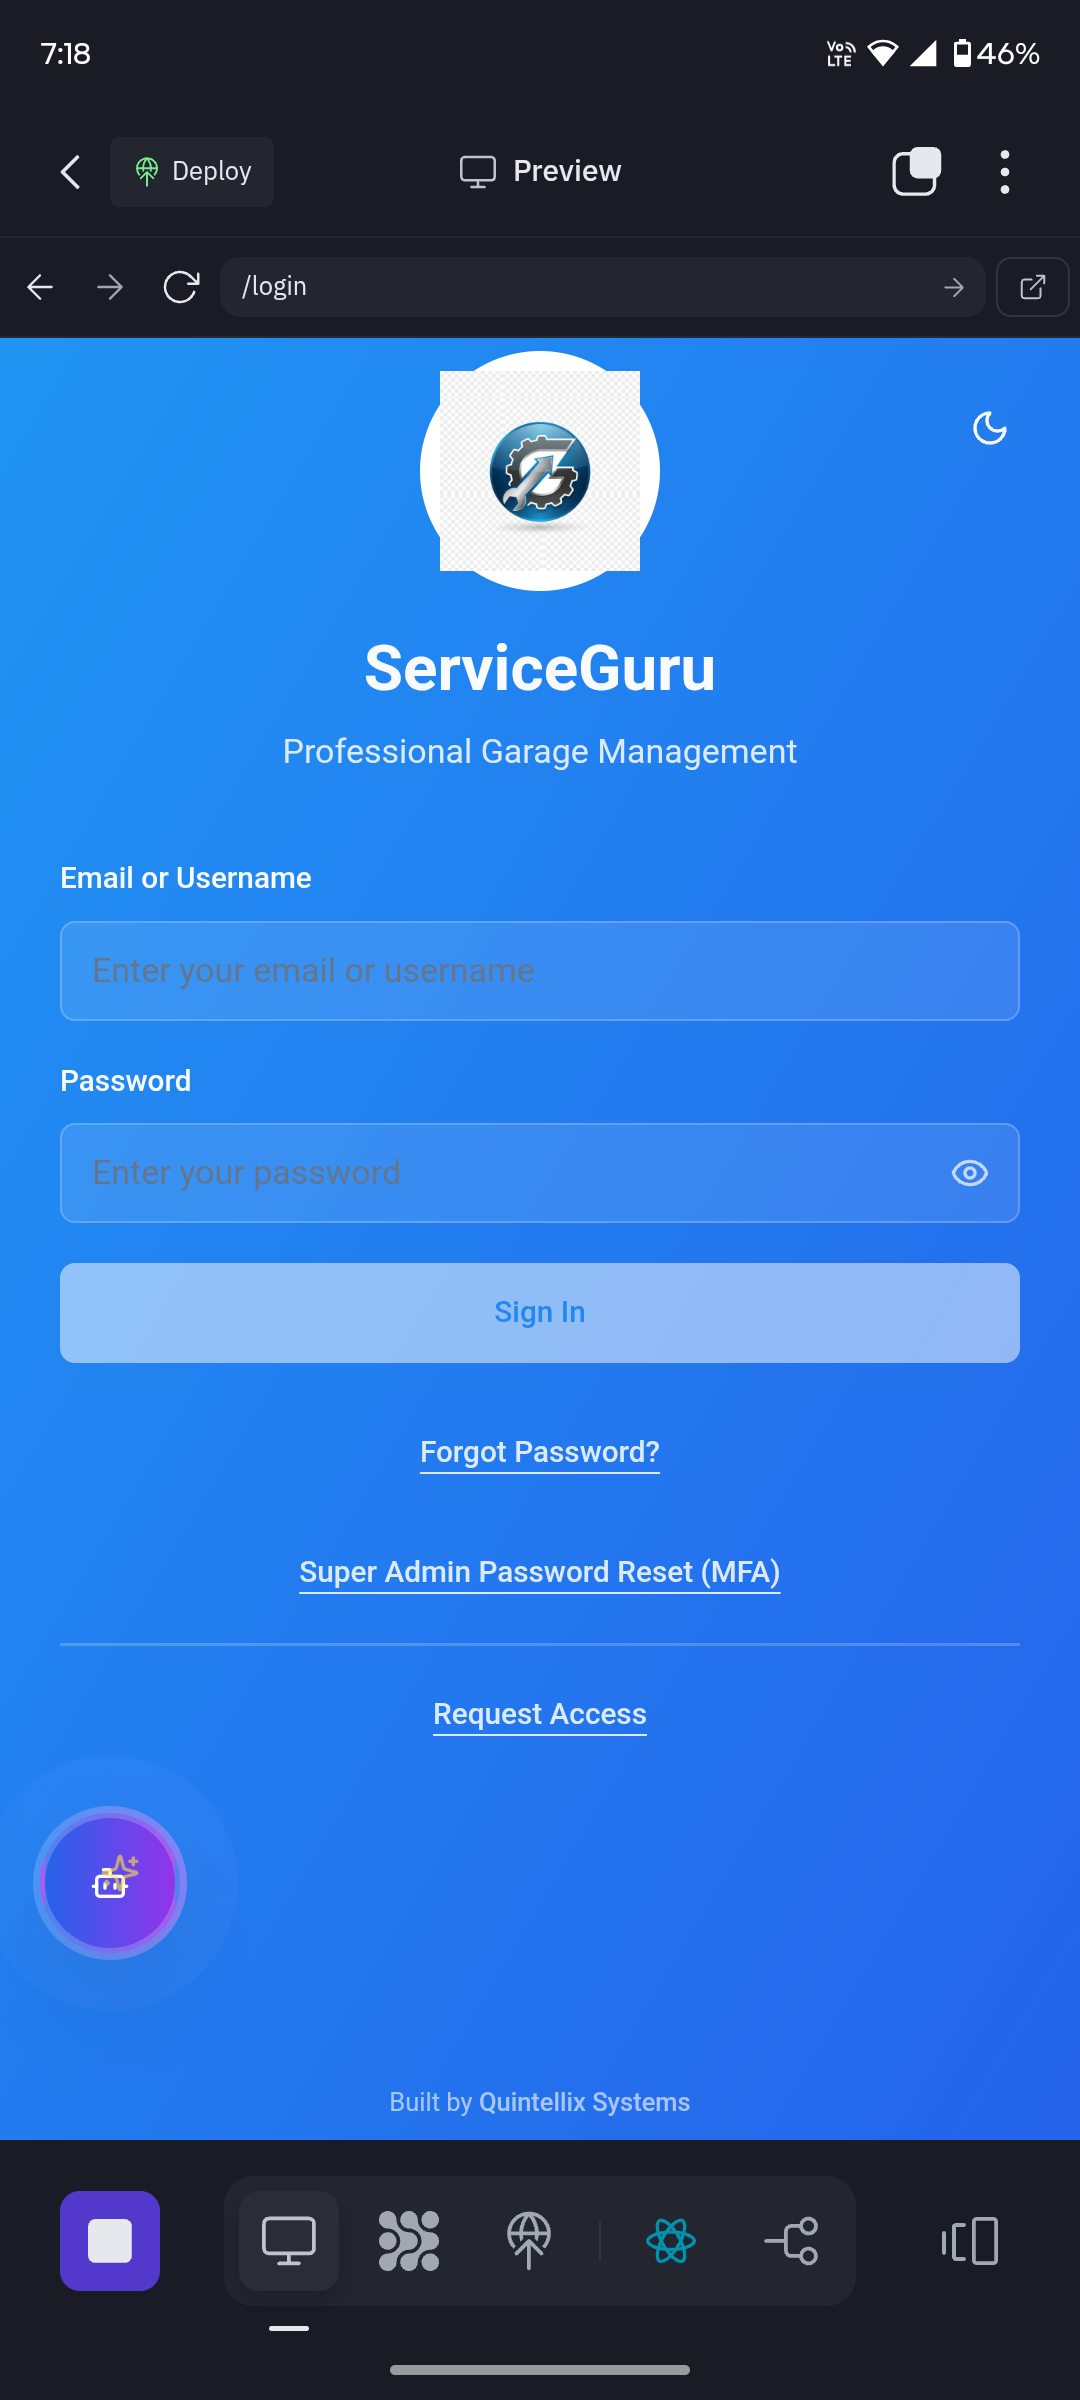 7:18
Vo LTE 46%
Deploy
Preview
/login
ServiceGuru
Professional Garage Management
Email or Username
Enter your email or username
Password
Enter your password
Sign In
Forgot Password?
Super Admin Password Reset (MFA)
Request Access
Built by Quintellix Systems